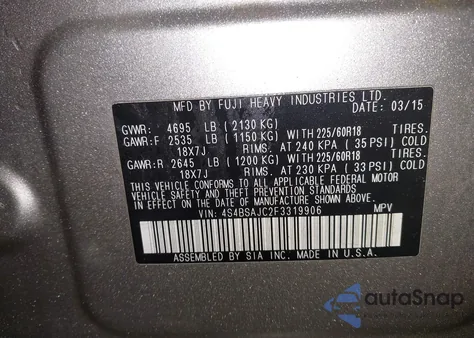 MFD BY FUJI HEAVY INDUSTRIES LTD.
DATE: 03/15
GVWR: 4695 LB (2130 KG)
GAWR:F 2535 LB (1150 KG) WITH 225/60R18 TIRES.
18X7J RIMS. AT 240 KPA (35 PSI) COLD
GAWR:R 2645 LB (1200 KG) WITH 225/60R18 TIRES.
18X7J RIMS. AT 230 KPA (33 PSI) COLD
THIS VEHICLE CONFORMS TO ALL APPLICABLE FEDERAL MOTOR
VEHICLE SAFETY AND THEFT PREVENTION STANDARDS
IN EFFECT ON THE DATE OF MANUFACTURE SHOWN ABOVE.
VIN: 4S4BSAJC2F3319906 MPV
ASSEMBLED BY SIA INC. MADE IN U.S.A.
autoSnap